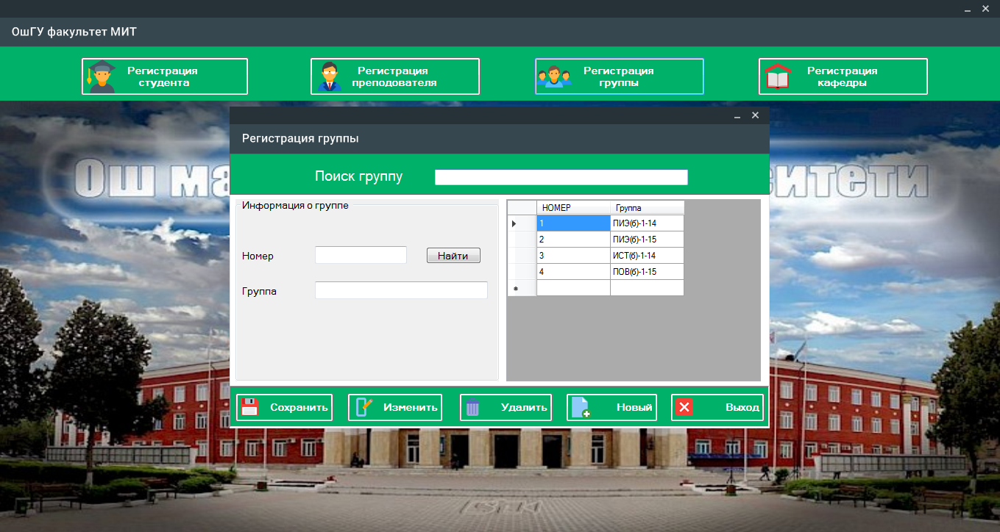 ОшГУ факультет МИТ
Регистрация
студента
Регистрация
преподователя
Регистрация
группы
Регистрация
кафедры
Ош ма
ситети
Регистрация группы
Поиск группу
Информация о группе
Номер
Найти
Группа
НОМЕР Группа
1 ПИЭ(б)-1-14
2 ПИЭ(б)-1-15
3 ИСТ(б)-1-14
4 ПОВ(б)-1-15
Сохранить
Изменить
Удалить
Новый
Выход